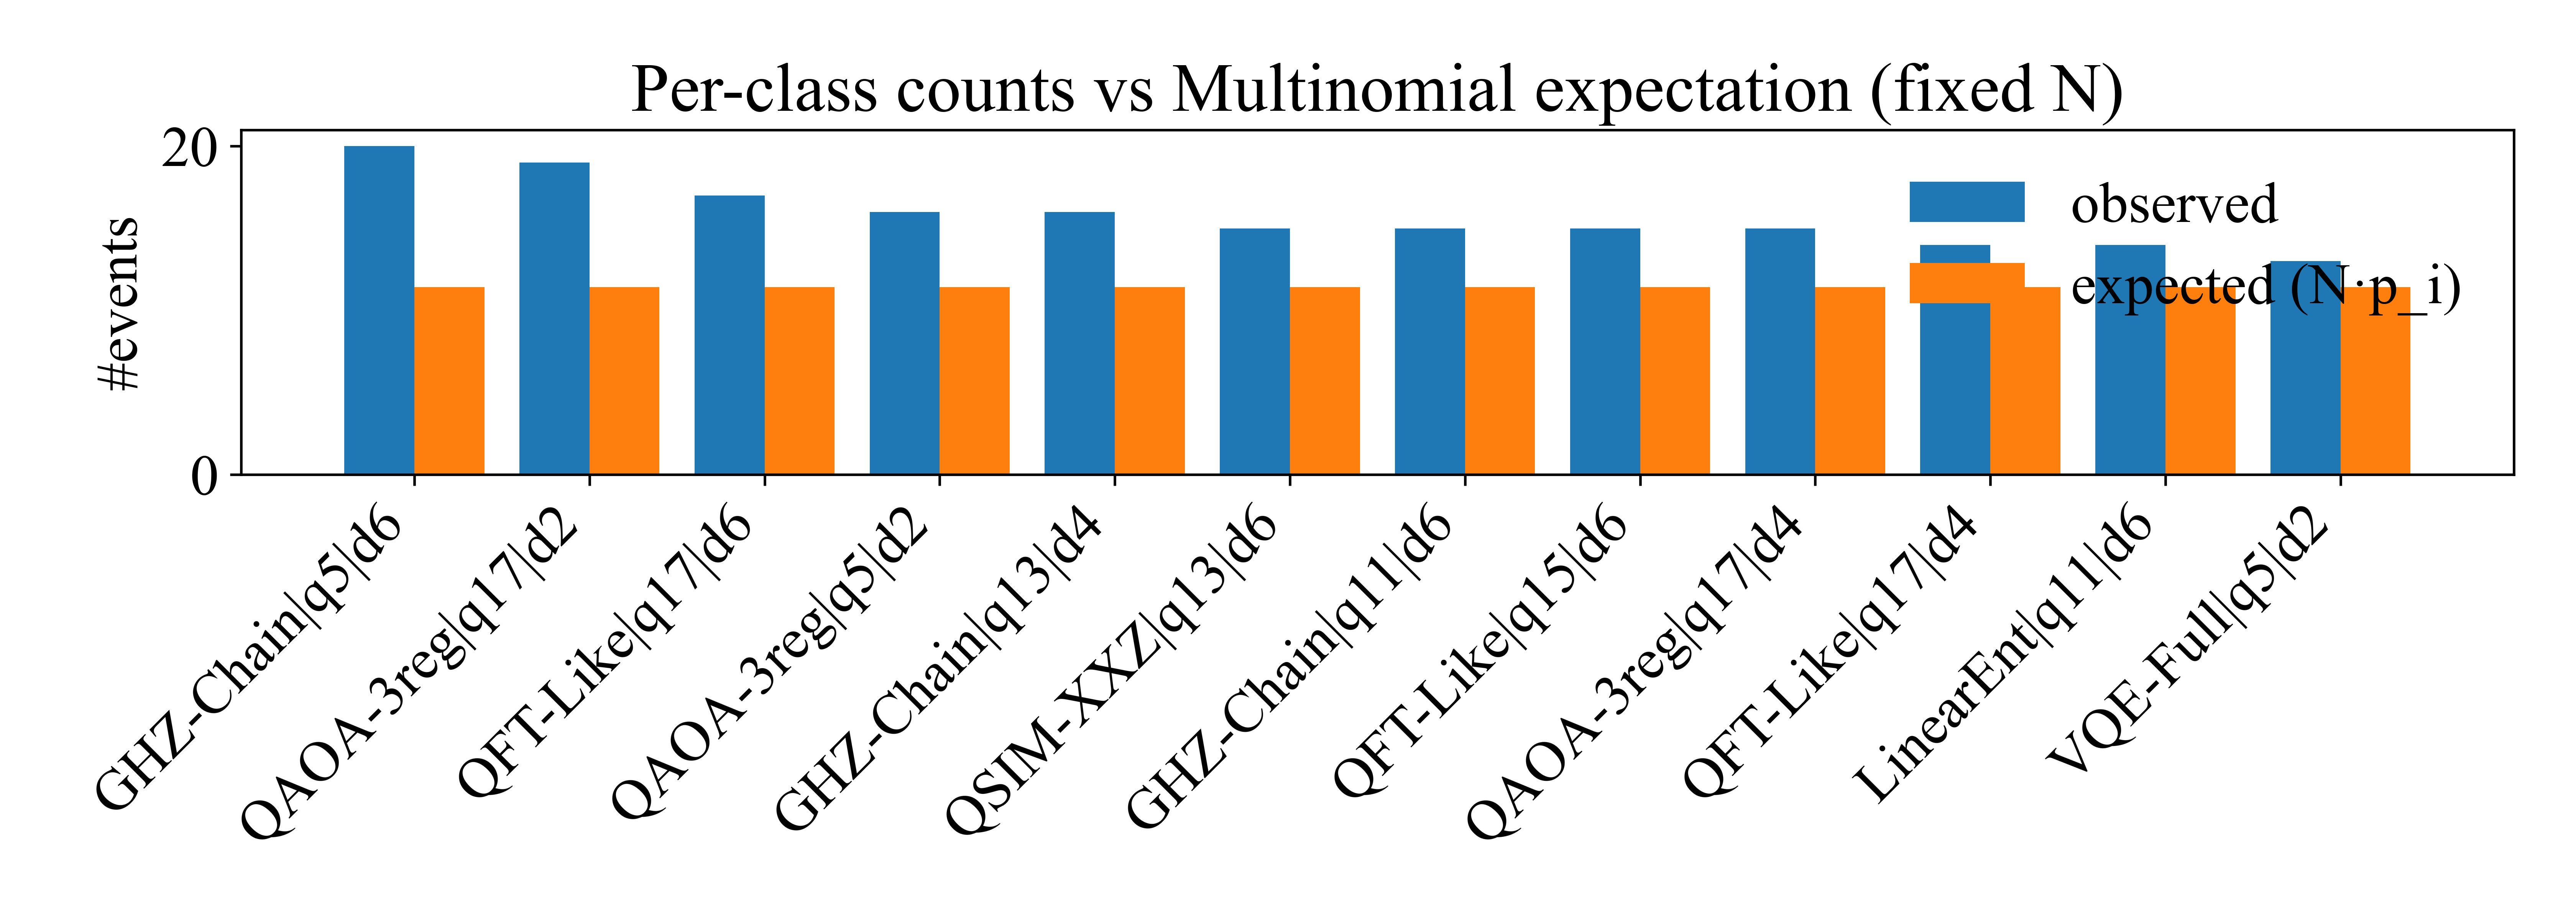 Per-class counts vs Multinomial expectation (fixed N)
20
0
#events
observed
expected (N·p_i)
GHZ-Chain|q5|d6
QAOA-3reg|q17|d2
QFT-Like|q17|d6
QAOA-3reg|q5|d2
GHZ-Chain|q13|d4
QSIM-XXZ|q13|d6
GHZ-Chain|q11|d6
QFT-Like|q15|d6
QAOA-3reg|q17|d4
QFT-Like|q17|d4
LinearEnt|q11|d6
VQE-Full|q5|d2